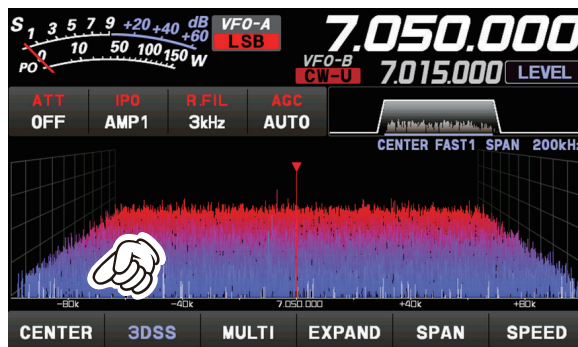 S 1 3 5 7 9 +20 +40 +60 dB
PO 0 10 50 100 150 W
VFO-A
LSB
7.050.000
VFO-B
CW-U
7.015.000
LEVEL
ATT IPO R.FIL AGC
OFF AMP1 3kHz AUTO
CENTER FAST1 SPAN 200kHz
-80k -40k 7.050.000 +40k +80k
CENTER 3DSS MULTI EXPAND SPAN SPEED